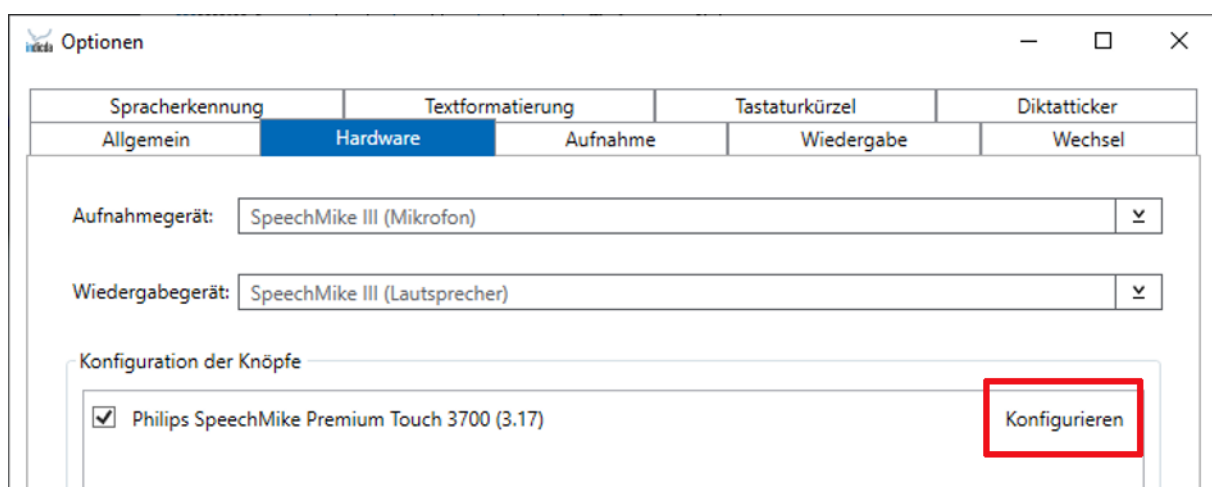 indicda Optionen
Spracherkennung Textformatierung Tastaturkürzel Diktatticker
Allgemein Hardware Aufnahme Wiedergabe Wechsel
Aufnahmegerät: SpeechMike III (Mikrofon)
Wiedergabegerät: SpeechMike III (Lautsprecher)
Konfiguration der Knöpfe
Philips SpeechMike Premium Touch 3700 (3.17) Konfigurieren